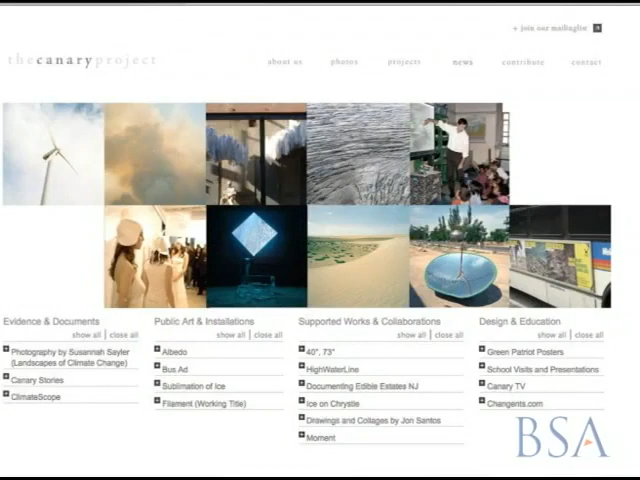 + join our mailinglist
thecanaryproject
about us photos projects news contribute contact
Evidence & Documents
show all | close all
Photography by Susannah Sayler
(Landscapes of Climate Change)
Canary Stories
ClimateScope
Public Art & Installations
show all | close all
Albedo
Bus Ad
Sublimation of Ice
Filament (Working Title)
Supported Works & Collaborations
show all | close all
40°, 73°
HighWaterLine
Documenting Edible Estates NJ
Ice on Chrystie
Drawings and Collages by Jon Santos
Moment
Design & Education
show all | close all
Green Patriot Posters
School Visits and Presentations
Canary TV
Changents.com
BSA